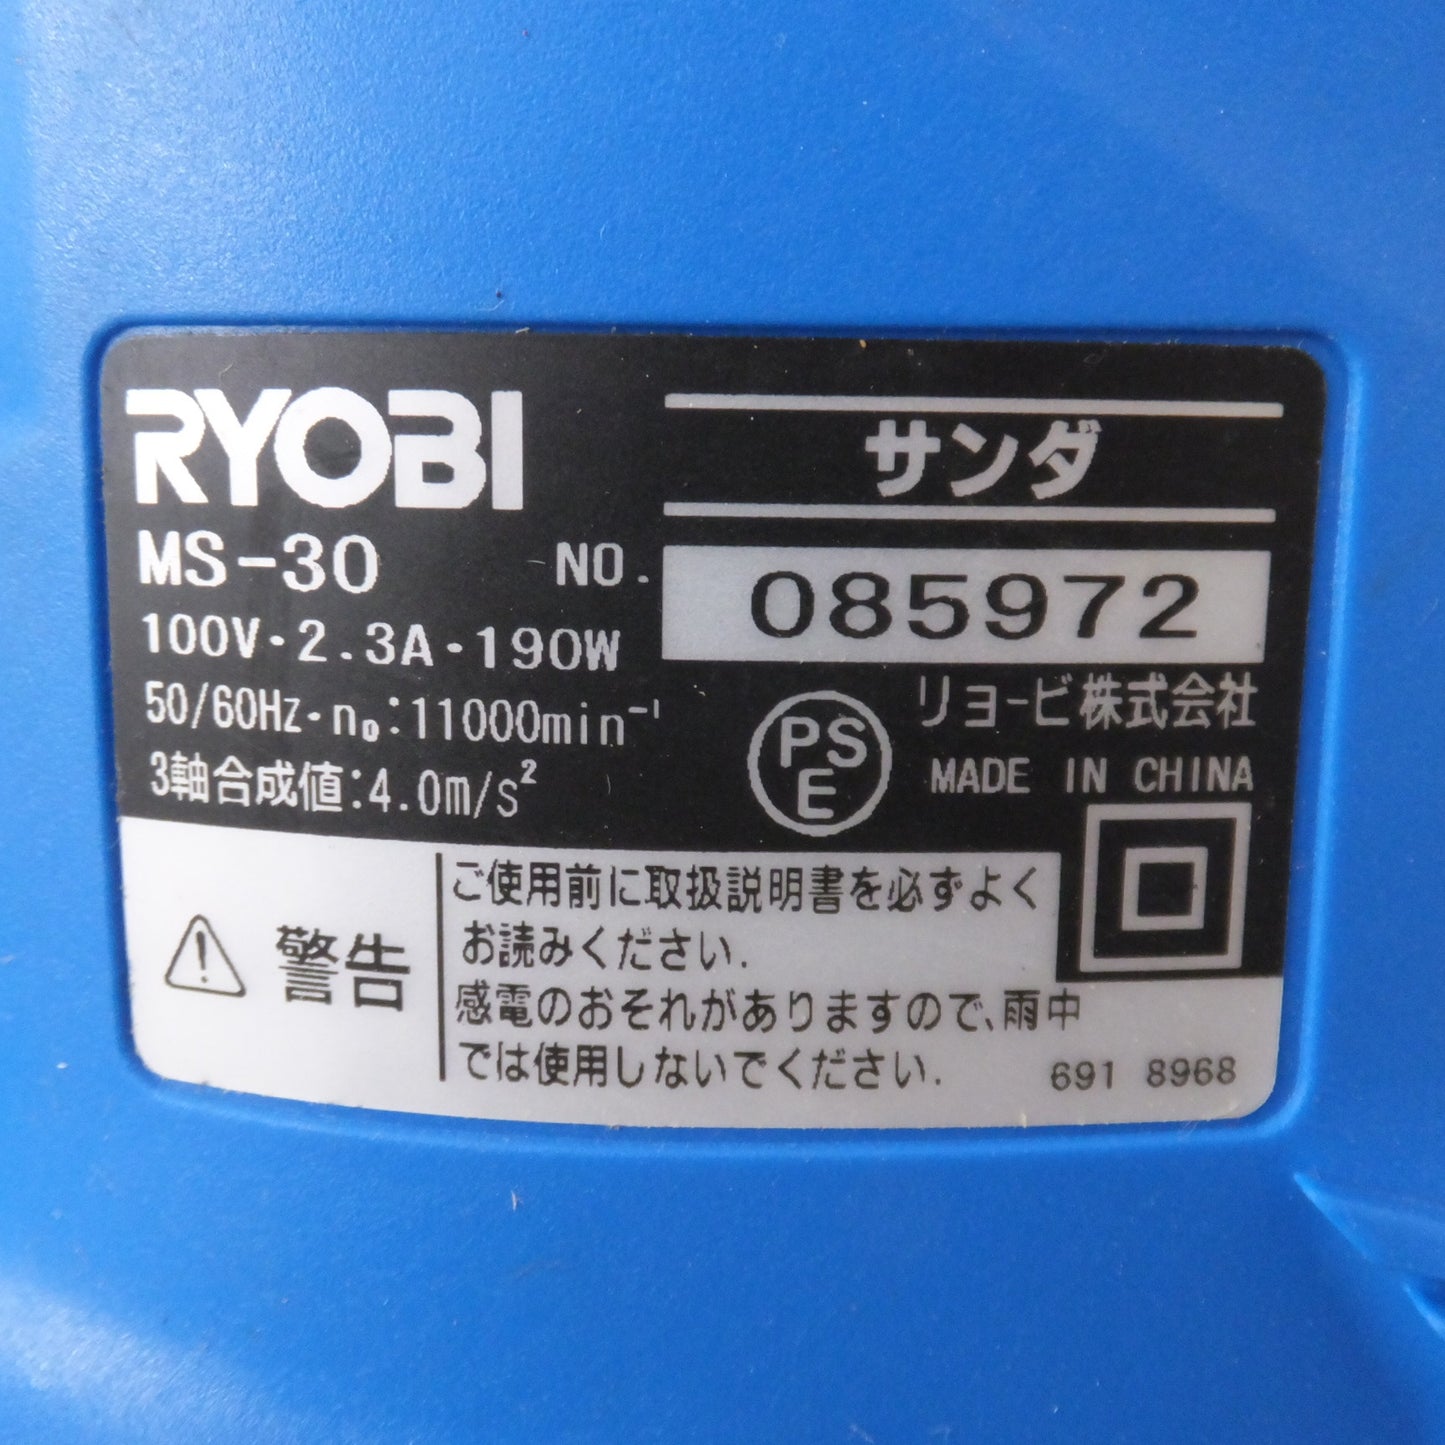 RYOBI
サンダ
MS-30 NO. 085972
100V・2.3A・190W
50/60Hz・n₀:11000min⁻¹
3軸合成値:4.0m/s²
PS
E
リョービ株式会社
MADE IN CHINA
警告
ご使用前に取扱説明書を必ずよく
お読みください.
感電のおそれがありますので、雨中
では使用しないでください.
691 8968